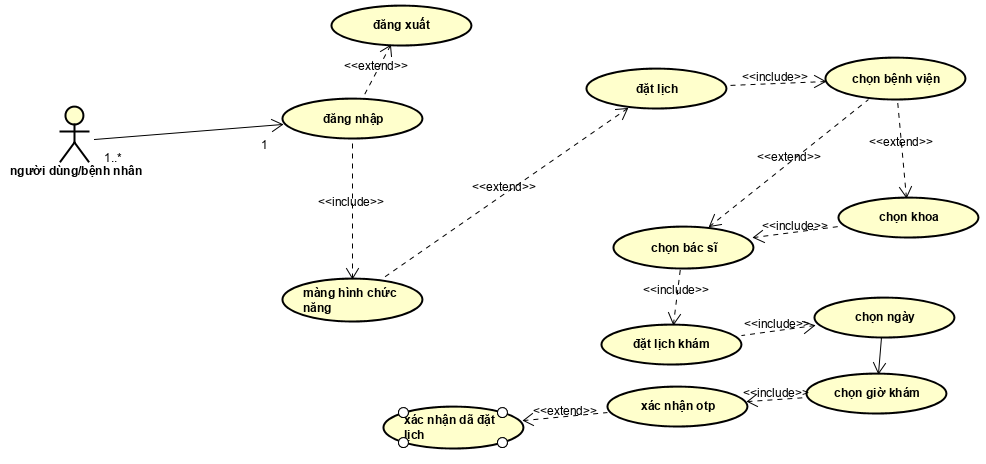 đăng xuất
<<extend>>
đăng nhập
1..*
1
người dùng/bệnh nhân
<<include>>
màng hình chức
năng
<<extend>>
đặt lịch
<<include>>
chọn bệnh viện
<<extend>>
<<extend>>
chọn khoa
<<include>>
chọn bác sĩ
<<include>>
đặt lịch khám
<<include>>
chọn ngày
chọn giờ khám
<<include>>
xác nhận otp
<<extend>>
xác nhận dã đặt
lịch